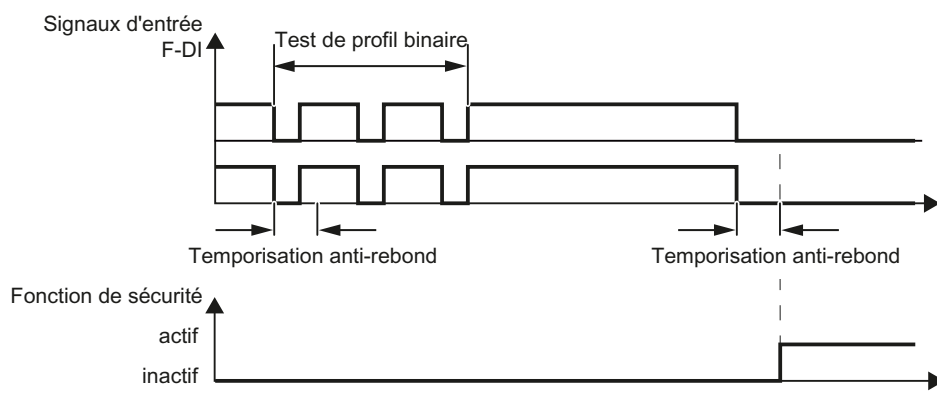 Signaux d'entrée
F-DI
Test de profil binaire
Temporisation anti-rebond
Temporisation anti-rebond
Fonction de sécurité
actif
inactif